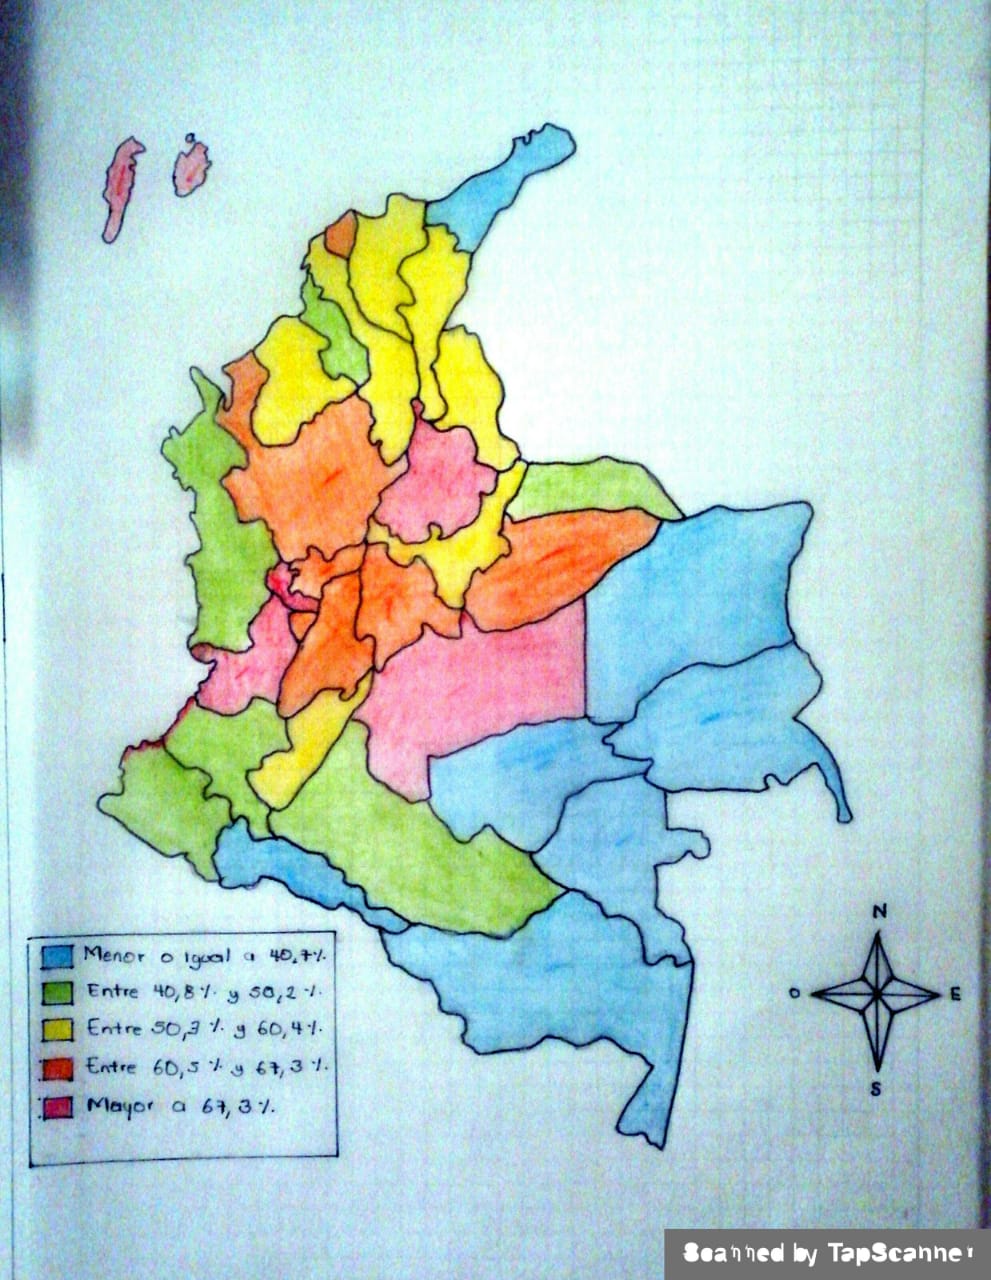 N
O E
S
Menor o igual a 40,7%.
Entre 40,8% y 50,2%.
Entre 50,3% y 60,4%.
Entre 60,5% y 67,3%.
Mayor a 67,3%.
Scanned by TapScanner